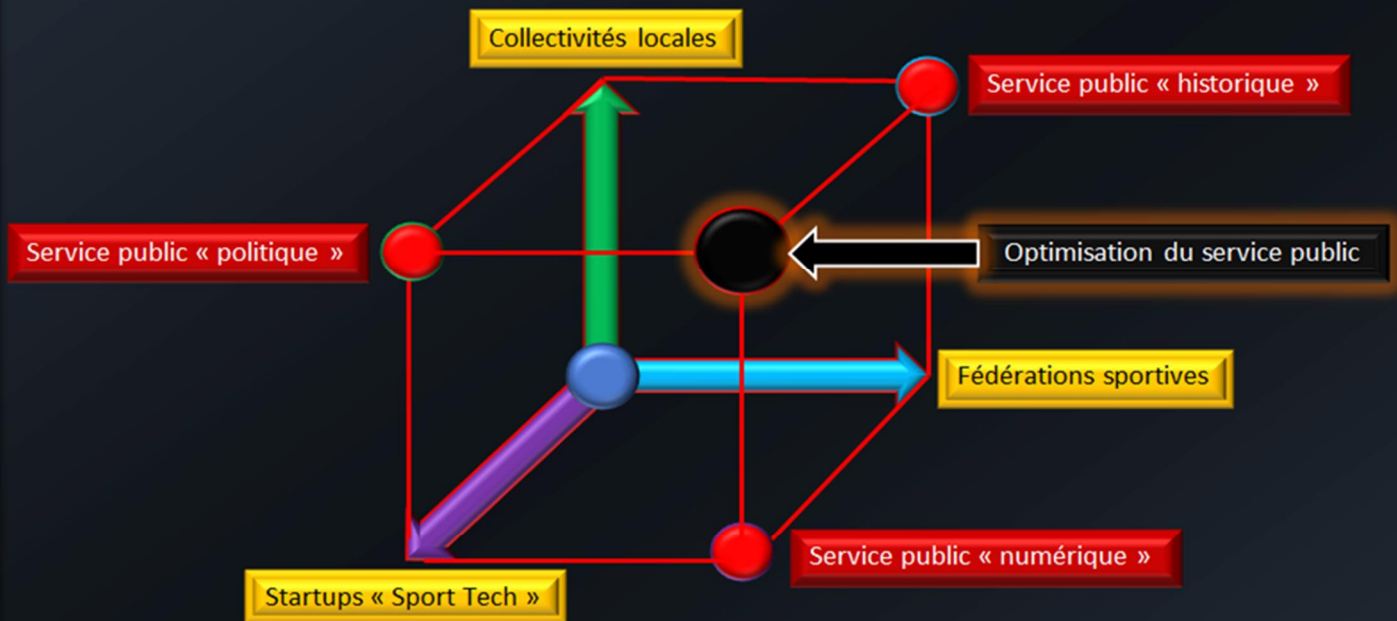 Collectivités locales
Service public « historique »
Service public « politique »
Optimisation du service public
Fédérations sportives
Service public « numérique »
Startups « Sport Tech »